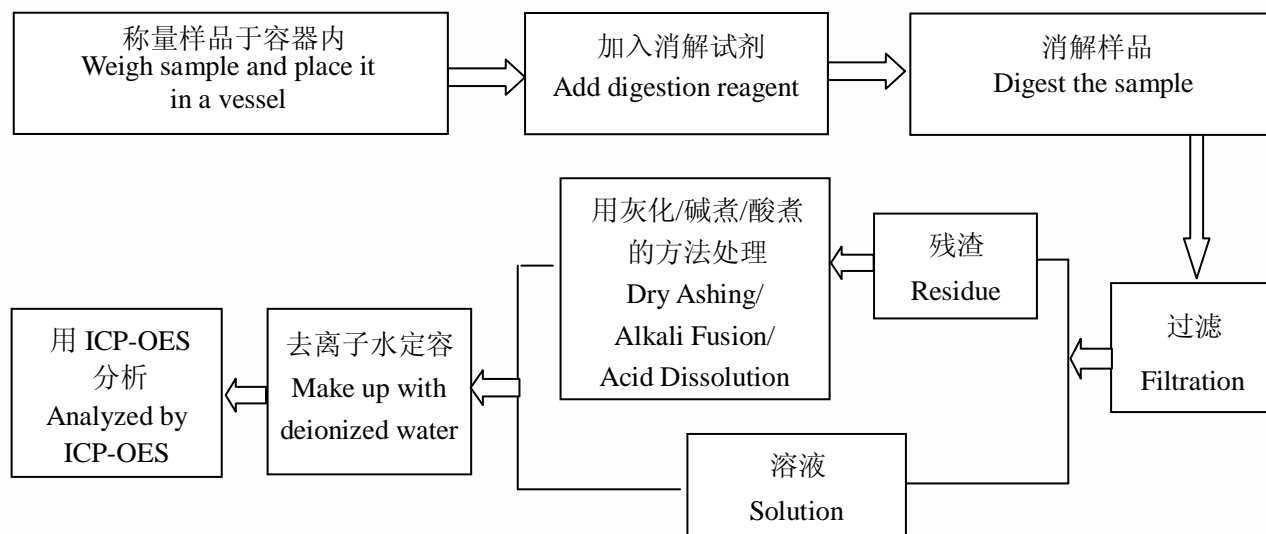 称量样品于容器内
Weigh sample and place it
in a vessel
加入消解试剂
Add digestion reagent
消解样品
Digest the sample
过滤
Filtration
残渣
Residue
用灰化/碱煮/酸煮
的方法处理
Dry Ashing/
Alkali Fusion/
Acid Dissolution
溶液
Solution
去离子水定容
Make up with
deionized water
用 ICP-OES
分析
Analyzed by
ICP-OES